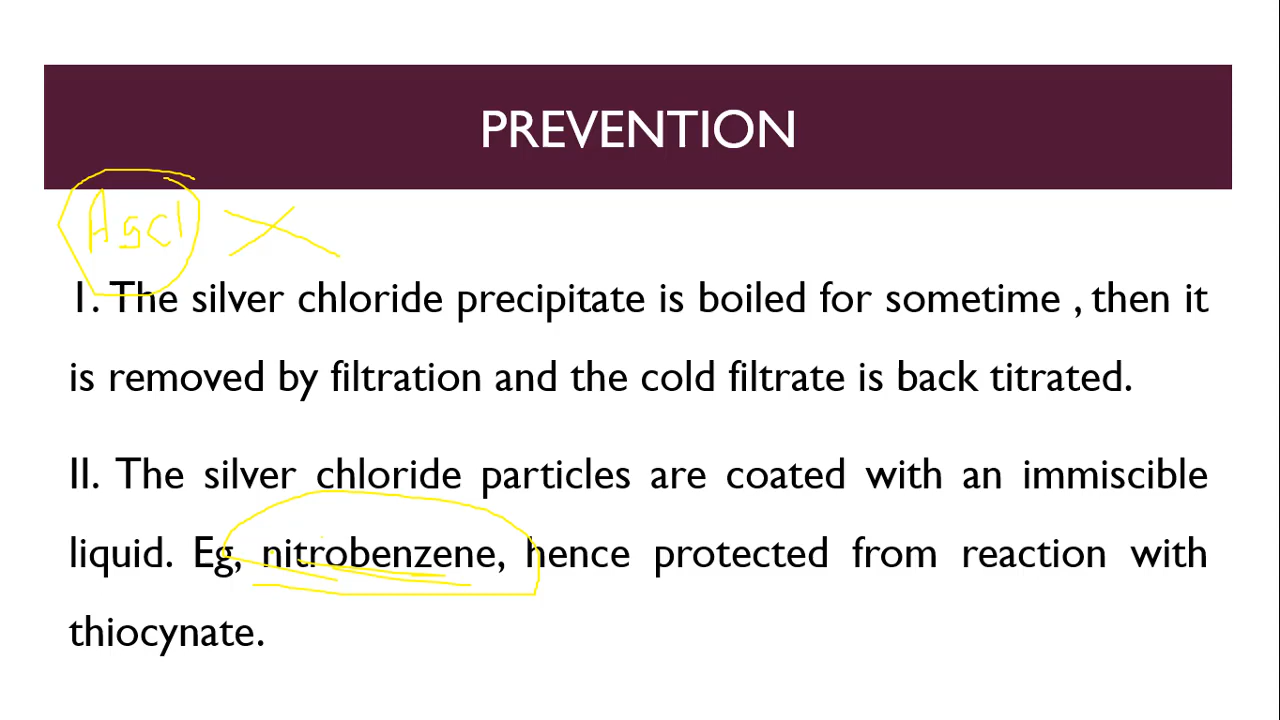 PREVENTION
AgCl
1. The silver chloride precipitate is boiled for sometime , then it
is removed by filtration and the cold filtrate is back titrated.
II. The silver chloride particles are coated with an immiscible
liquid. Eg, nitrobenzene, hence protected from reaction with
thiocynate.